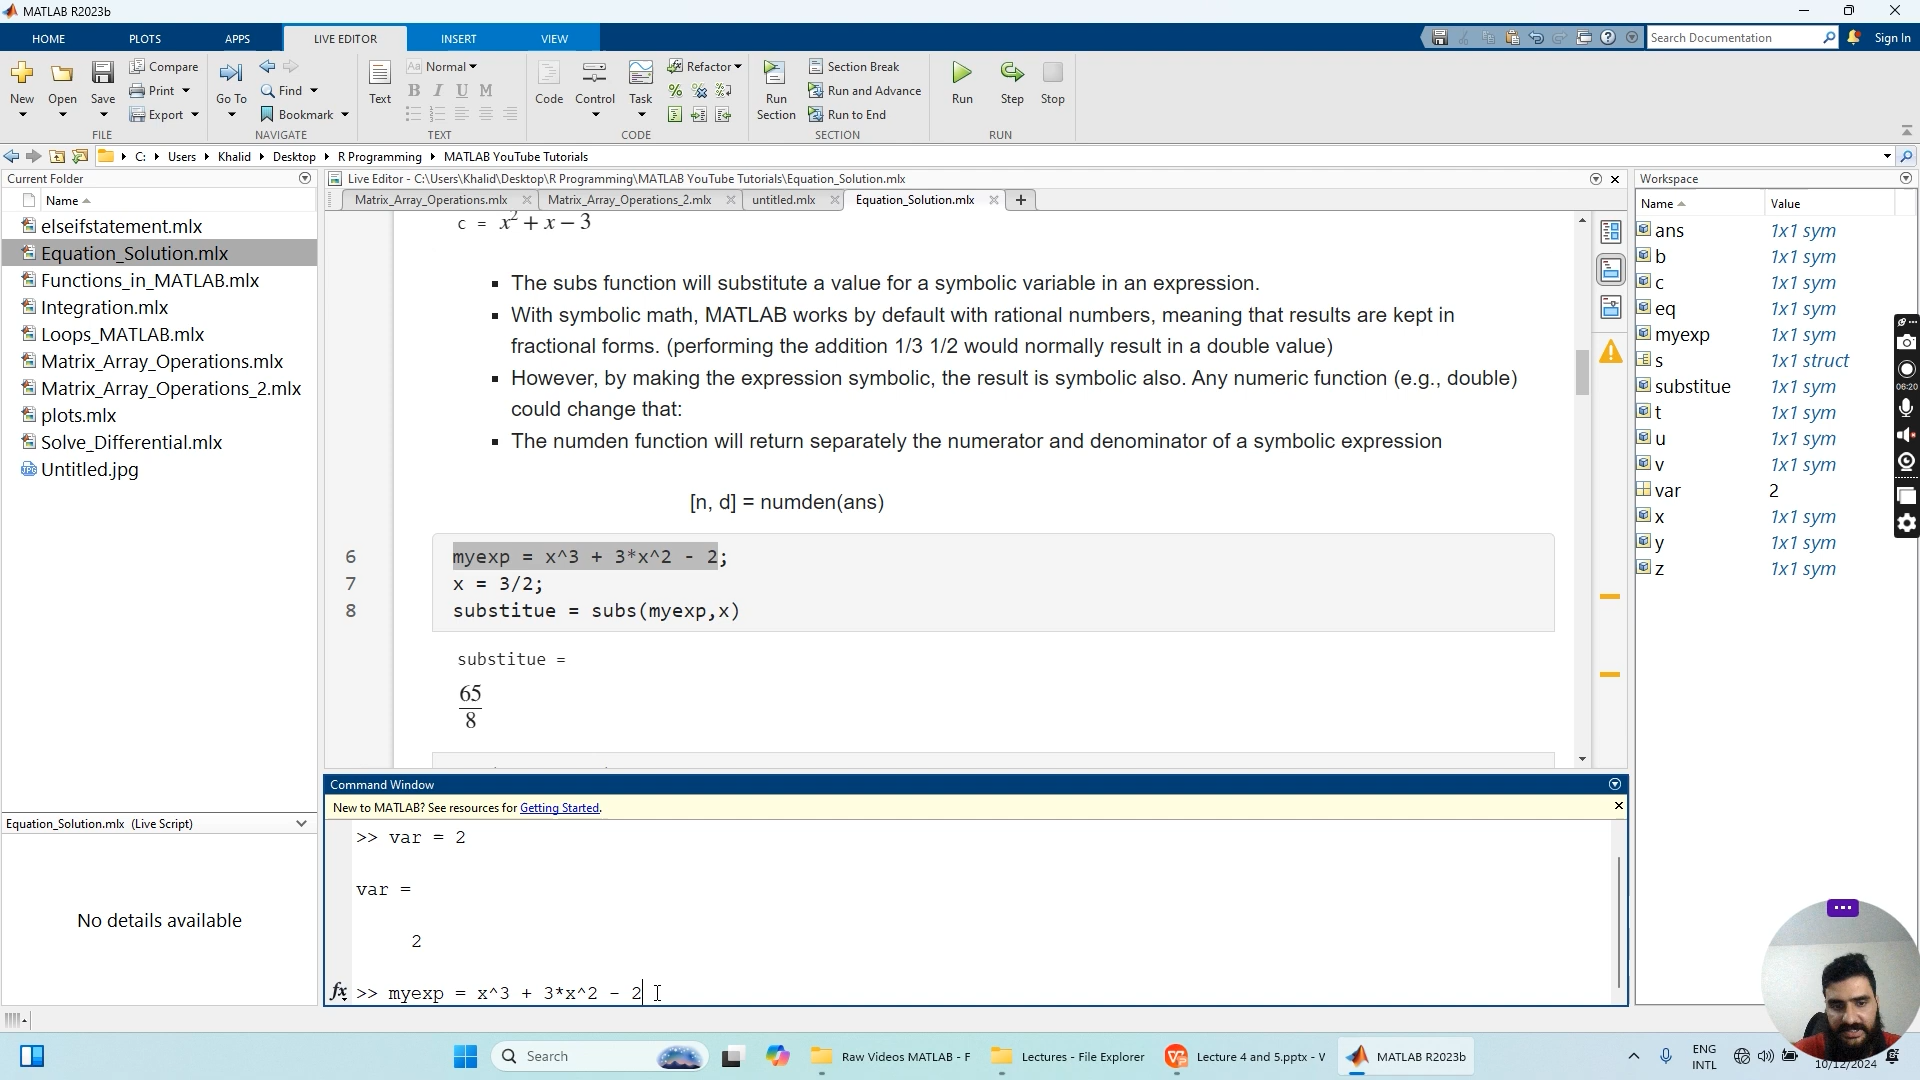 MATLAB R2023b
HOME PLOTS APPS LIVE EDITOR INSERT VIEW Search Documentation Sign In
New Open Save Compare Print Export FILE
Go To Find Bookmark NAVIGATE
Text Aa Normal B I U M TEXT
Code Control Task Refactor CODE
Run Section Section Break Run and Advance Run to End SECTION
Run Step Stop RUN
C: Users Khalid Desktop R Programming MATLAB YouTube Tutorials
Current Folder
Name
elseifstatement.mlx
Equation_Solution.mlx
Functions_in_MATLAB.mlx
Integration.mlx
Loops_MATLAB.mlx
Matrix_Array_Operations.mlx
Matrix_Array_Operations_2.mlx
plots.mlx
Solve_Differential.mlx
Untitled.jpg
Equation_Solution.mlx (Live Script)
No details available
Live Editor - C:\Users\Khalid\Desktop\R Programming\MATLAB YouTube Tutorials\Equation_Solution.mlx
Matrix_Array_Operations.mlx Matrix_Array_Operations_2.mlx untitled.mlx Equation_Solution.mlx
c = x² + x − 3
▪ The subs function will substitute a value for a symbolic variable in an expression.
▪ With symbolic math, MATLAB works by default with rational numbers, meaning that results are kept in
fractional forms. (performing the addition 1/3 1/2 would normally result in a double value)
▪ However, by making the expression symbolic, the result is symbolic also. Any numeric function (e.g., double)
could change that:
▪ The numden function will return separately the numerator and denominator of a symbolic expression
[n, d] = numden(ans)
6 myexp = x^3 + 3*x^2 - 2;
7 x = 3/2;
8 substitue = subs(myexp,x)
substitue =
65
8
Command Window
New to MATLAB? See resources for Getting Started.
>> var = 2
var =
2
fx >> myexp = x^3 + 3*x^2 - 2
Workspace
Name Value
ans 1x1 sym
b 1x1 sym
c 1x1 sym
eq 1x1 sym
myexp 1x1 sym
s 1x1 struct
substitue 1x1 sym
t 1x1 sym
u 1x1 sym
v 1x1 sym
var 2
x 1x1 sym
y 1x1 sym
z 1x1 sym
06:20
Search Raw Videos MATLAB - F Lectures - File Explorer Lecture 4 and 5.pptx - V MATLAB R2023b
ENG
INTL
10/12/2024